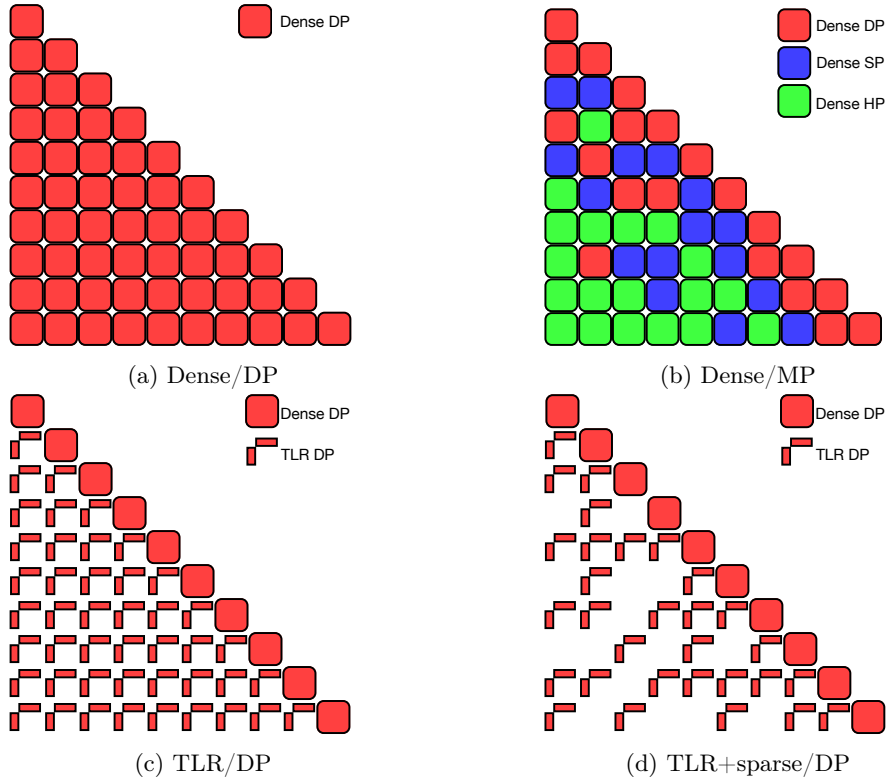 Dense DP
Dense DP
Dense SP
Dense HP
(a) Dense/DP
(b) Dense/MP
Dense DP
TLR DP
Dense DP
TLR DP
(c) TLR/DP
(d) TLR+sparse/DP